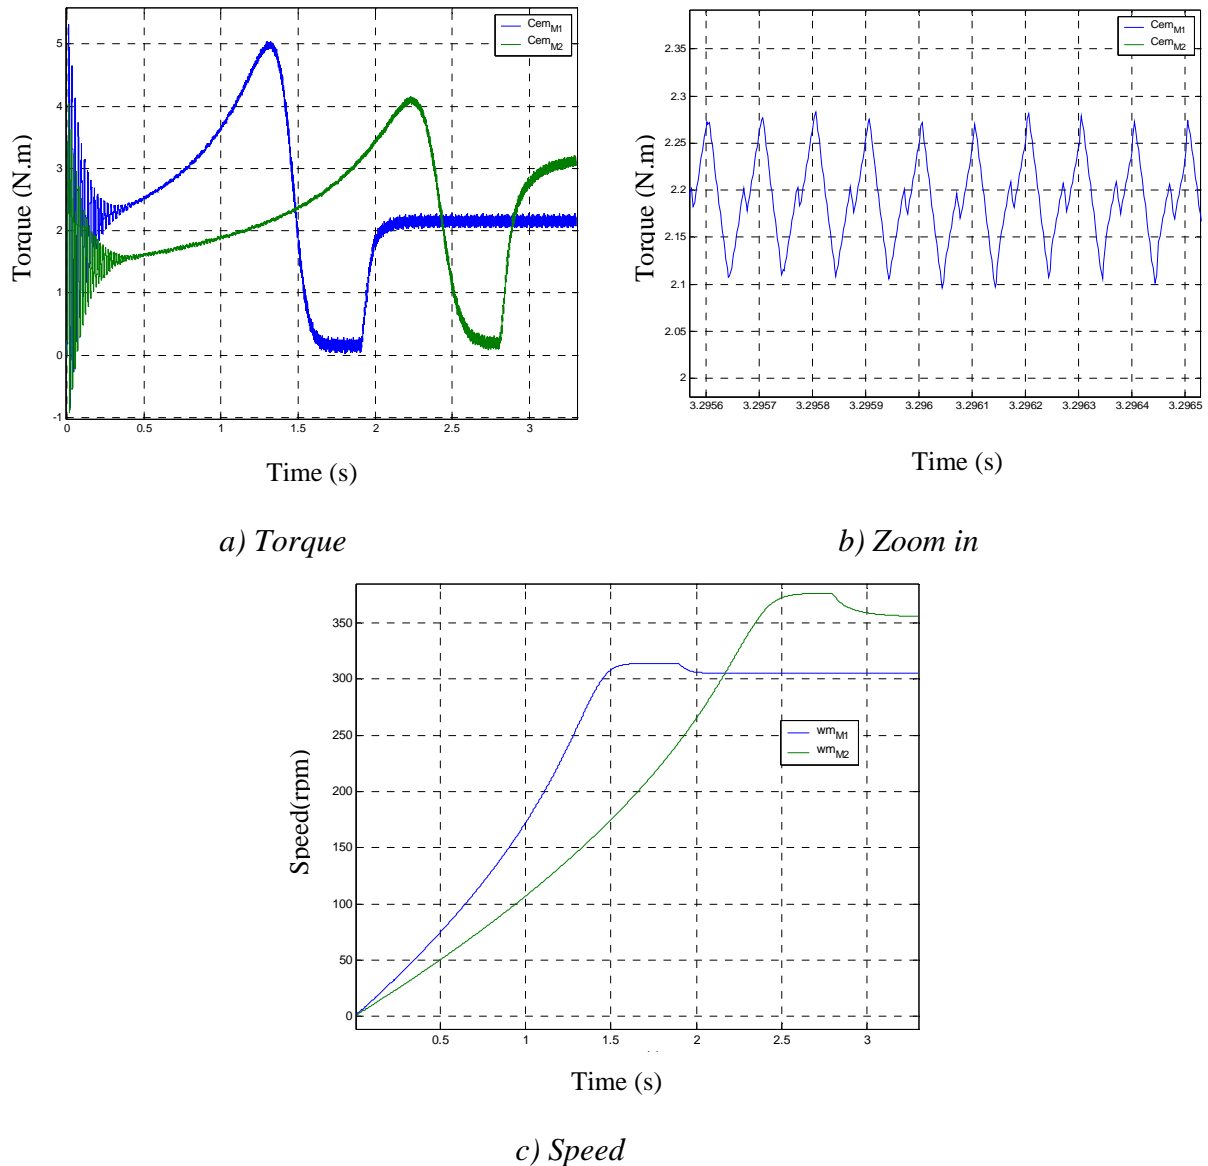 Cem_M1
Cem_M2
5
4
3
2
1
0
-1
0 0.5 1 1.5 2 2.5 3
Torque (N.m)
Time (s)
a) Torque
Cem_M1
Cem_M2
2.35
2.3
2.25
2.2
2.15
2.1
2.05
2
3.2956 3.2957 3.2958 3.2959 3.296 3.2961 3.2962 3.2963 3.2964 3.2965
Torque (N.m)
Time (s)
b) Zoom in
350
300
250
200
150
100
50
0
wm_M1
wm_M2
0.5 1 1.5 2 2.5 3
Speed(rpm)
Time (s)
c) Speed